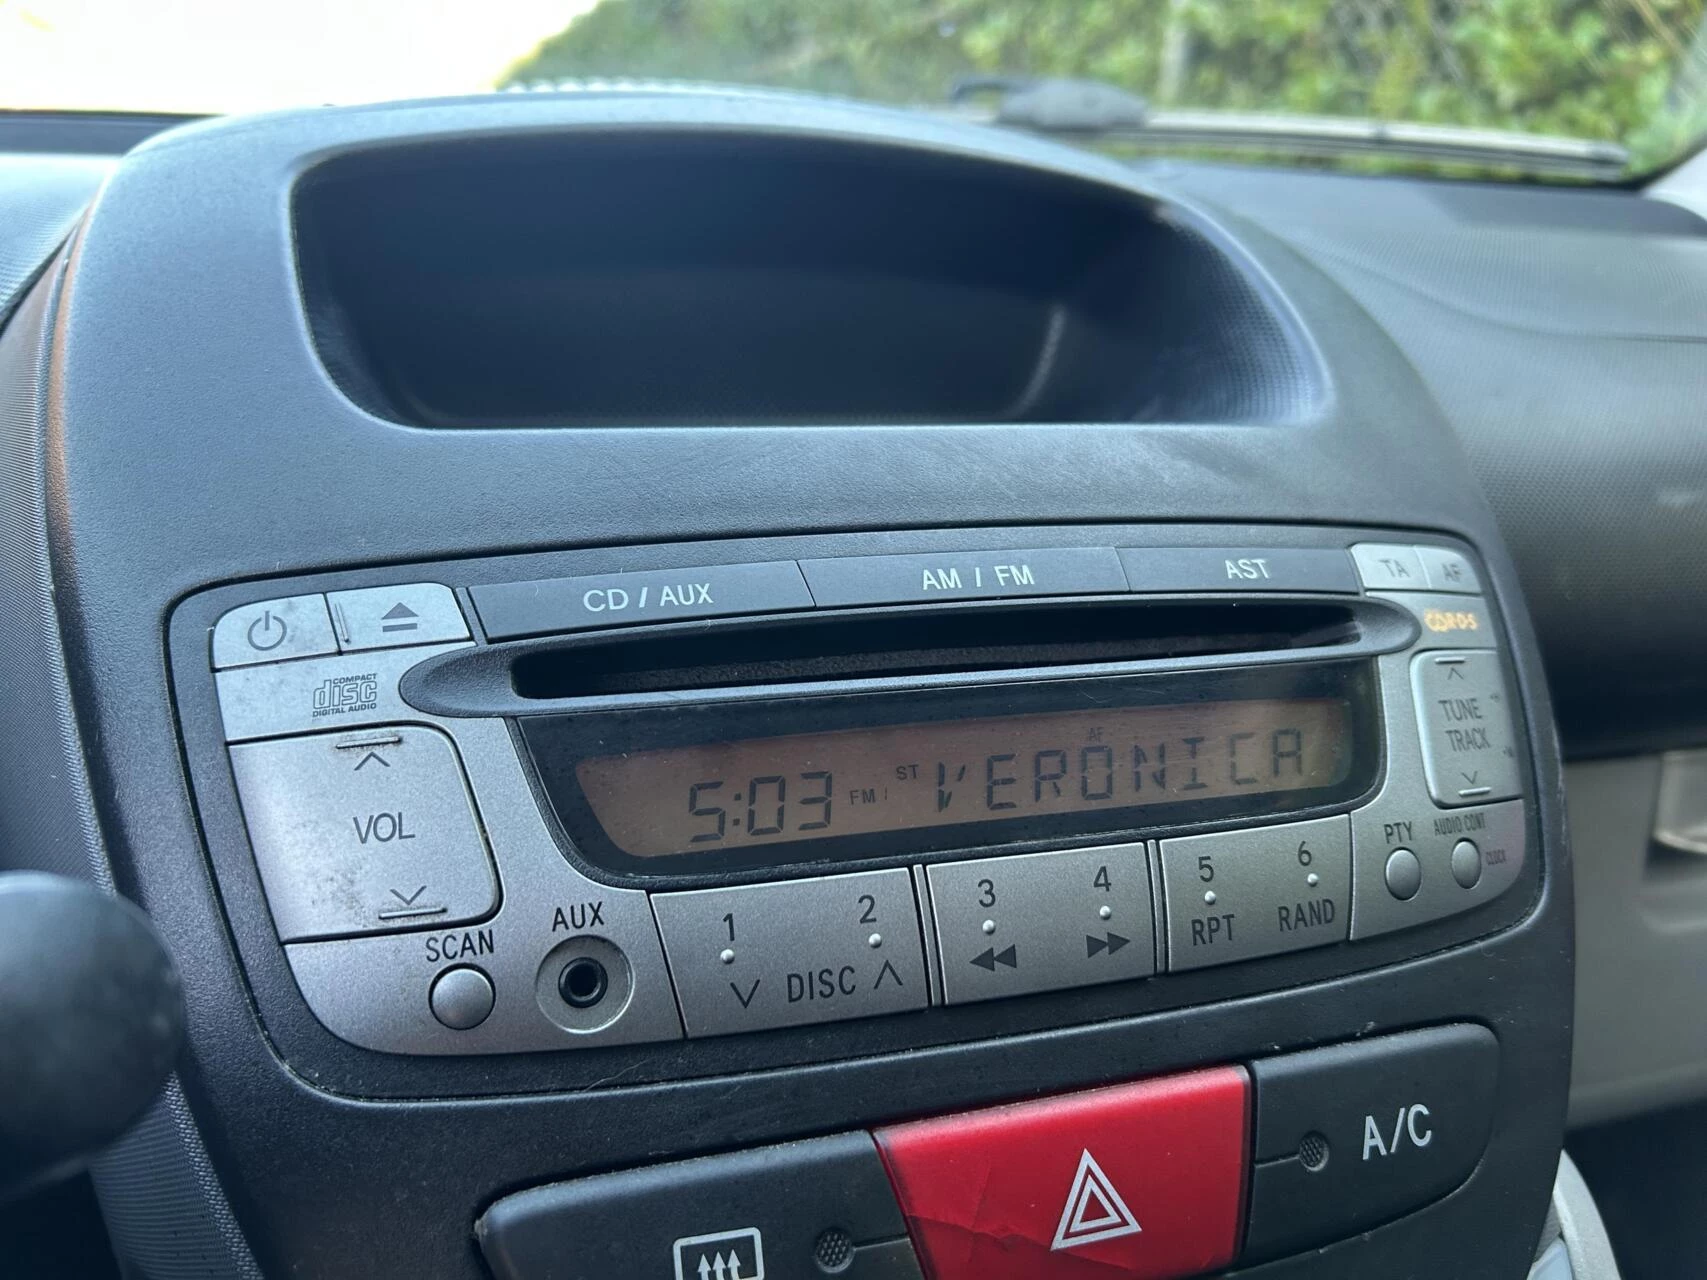 CD / AUX AM / FM AST TA AF
COMPACT
disc
DIGITAL AUDIO
5:03 FM 1 ST AF VERONICA
TUNE
TRACK
VOL
SCAN
AUX
1 2 3 4 5 6
DISC RPT RAND
PTY AUDIO CONT
CLOCK
A/C